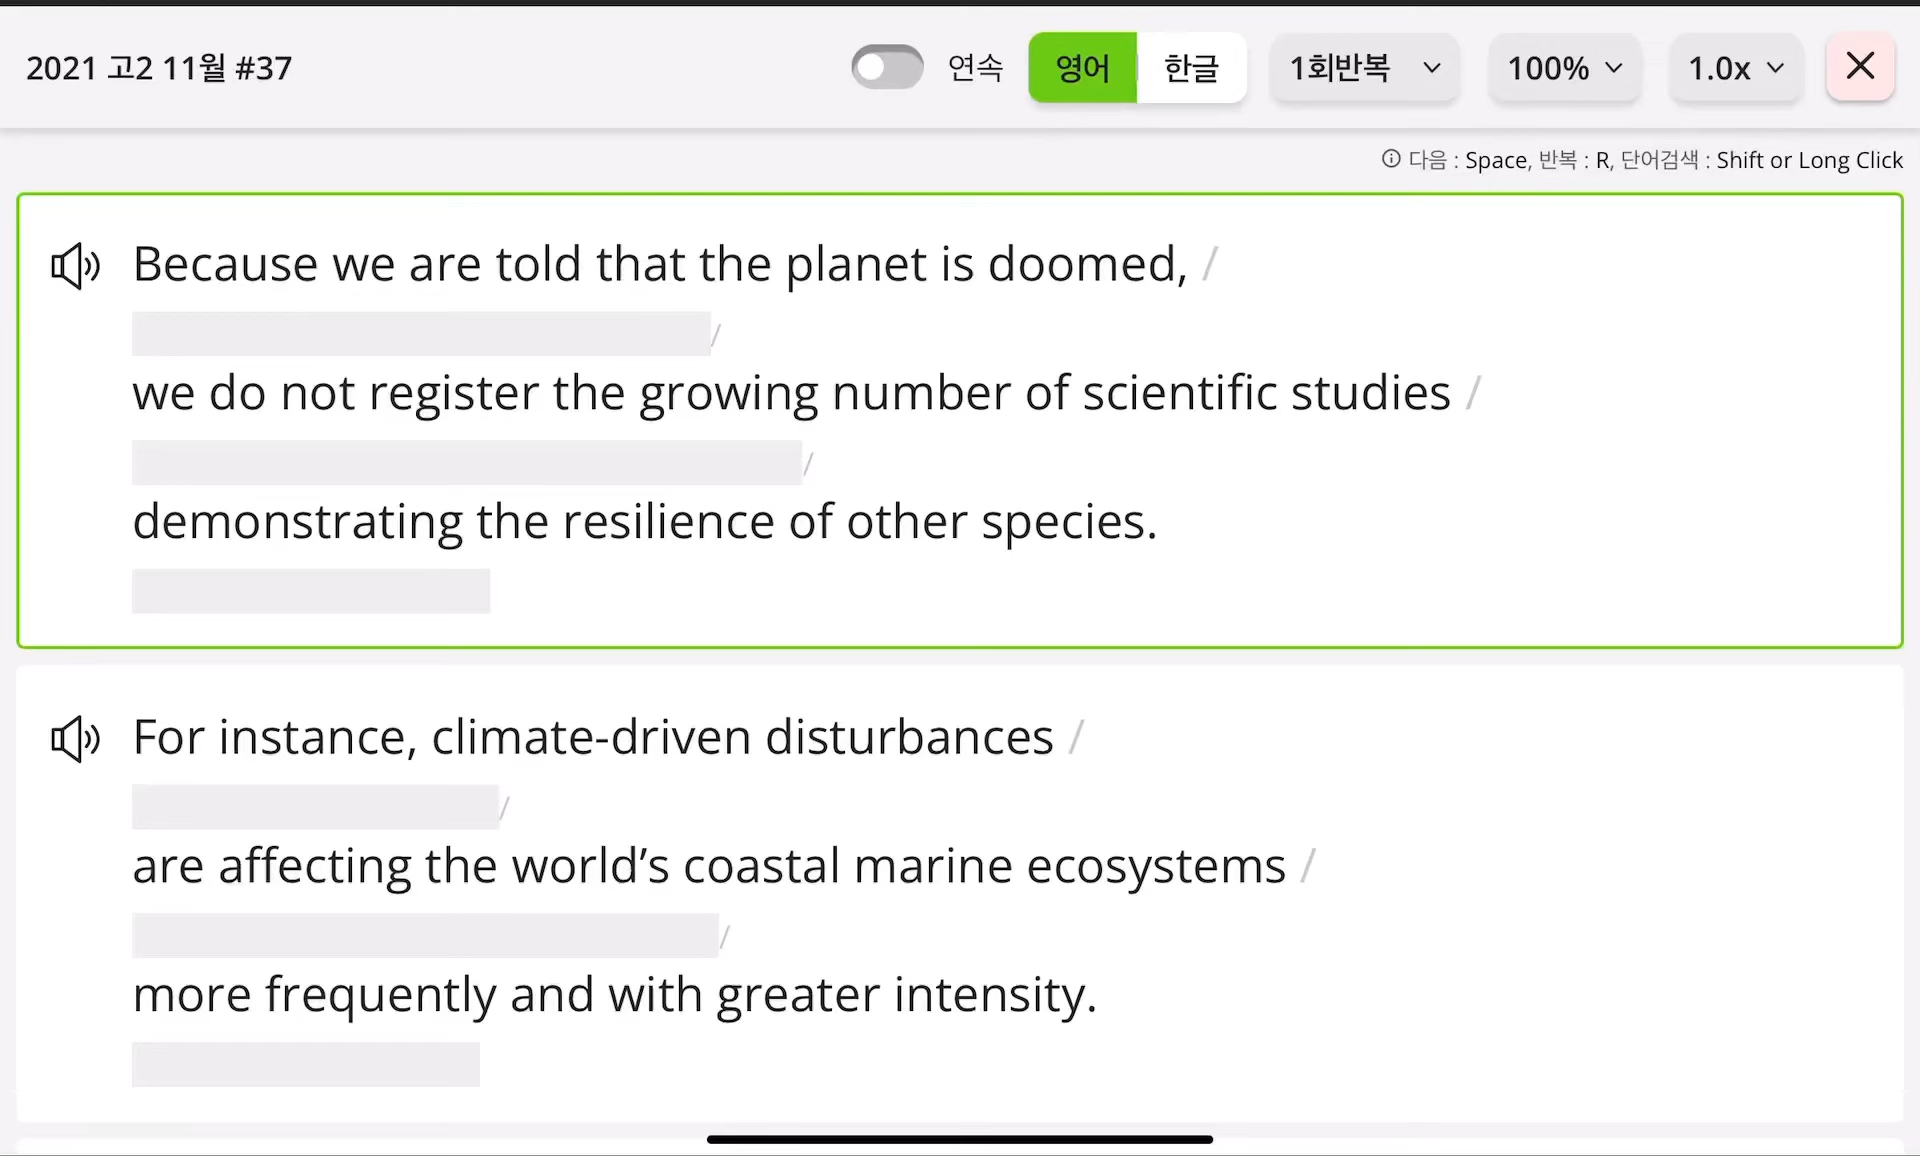 2021 고2 11월 #37
연속
영어
한글
1회반복
100%
1.0x
다음 : Space, 반복 : R, 단어검색 : Shift or Long Click
Because we are told that the planet is doomed, /
/
we do not register the growing number of scientific studies /
/
demonstrating the resilience of other species.
For instance, climate-driven disturbances /
/
are affecting the world’s coastal marine ecosystems /
/
more frequently and with greater intensity.